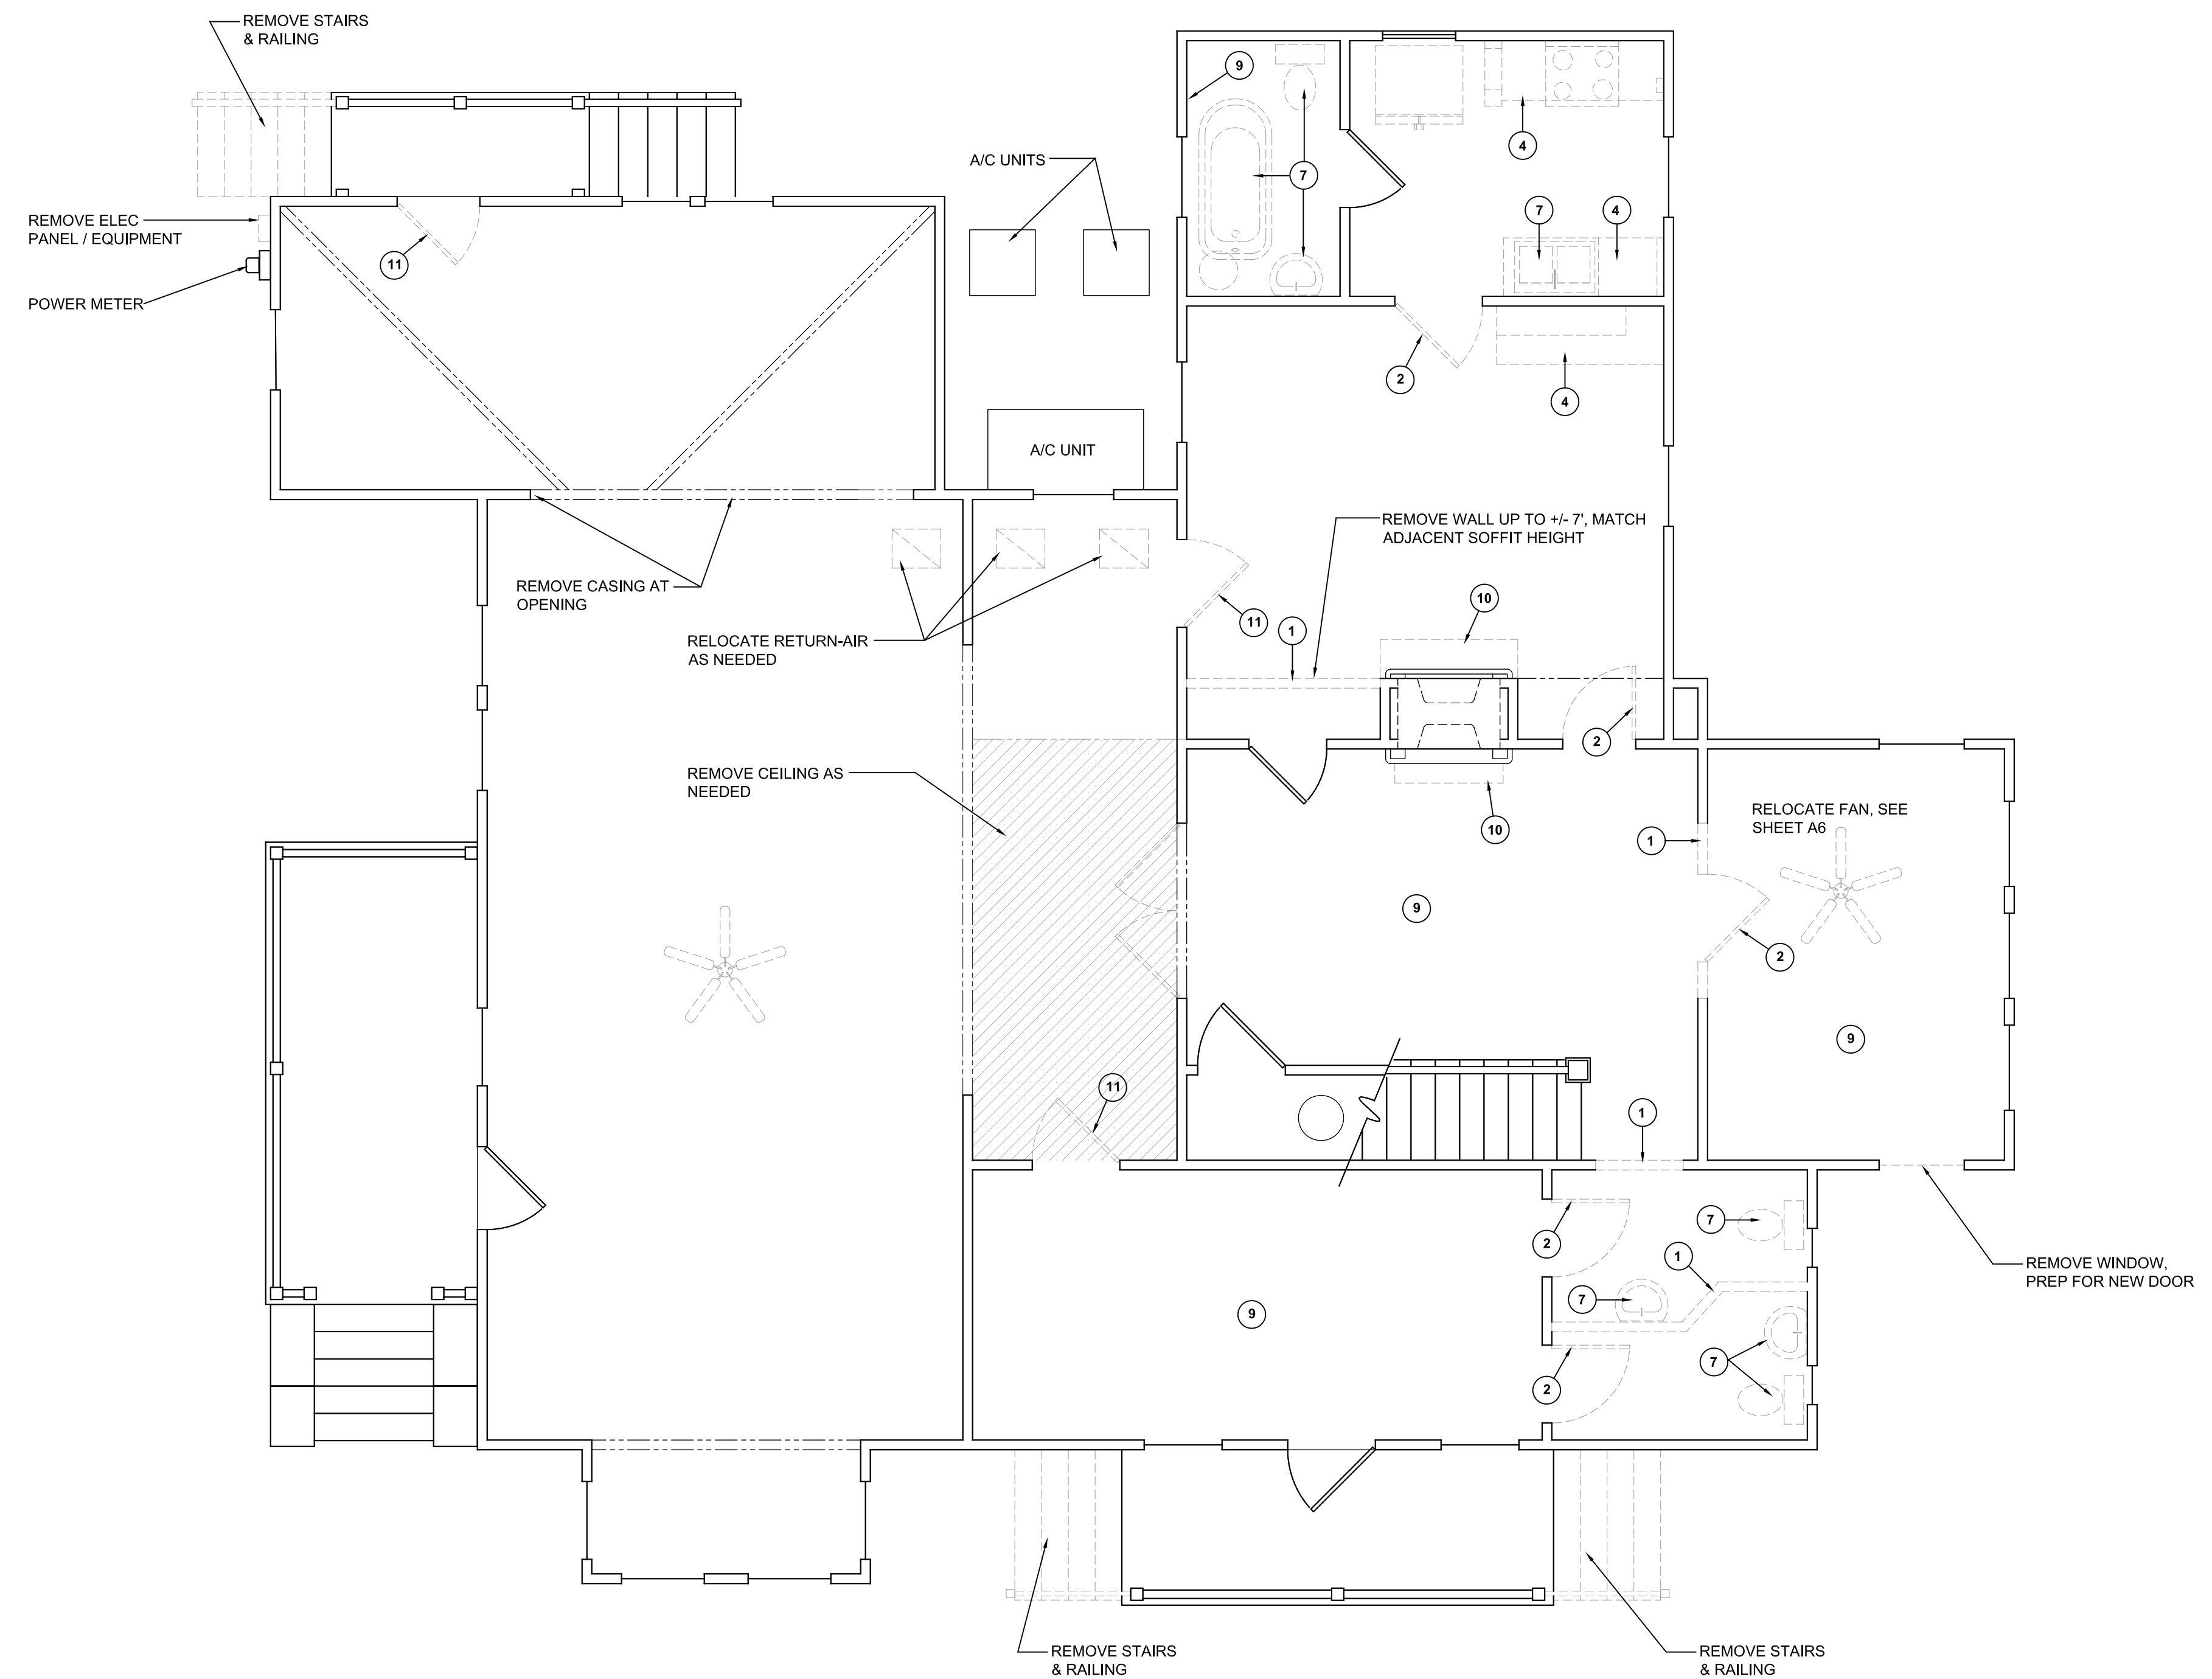 REMOVE STAIRS
& RAILING
9
4
A/C UNITS
7
7
4
REMOVE ELEC
PANEL / EQUIPMENT
11
POWER METER
2
4
A/C UNIT
REMOVE WALL UP TO +/- 7', MATCH
ADJACENT SOFFIT HEIGHT
REMOVE CASING AT
OPENING
10
11
1
RELOCATE RETURN-AIR
AS NEEDED
2
REMOVE CEILING AS
NEEDED
RELOCATE FAN, SEE
SHEET A6
10
1
9
2
9
11
1
7
2
1
REMOVE WINDOW,
PREP FOR NEW DOOR
7
9
7
2
REMOVE STAIRS
& RAILING
REMOVE STAIRS
& RAILING